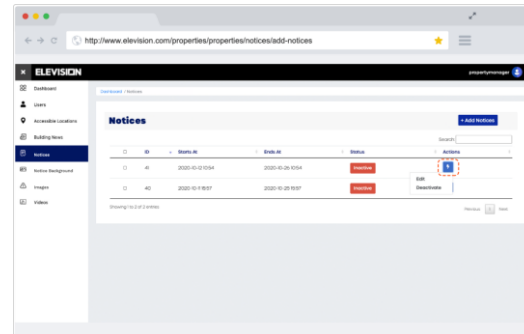 http://www.elevision.com/properties/properties/notices/add-notices
ELEVISION
propertymanager
Dashboard
Dashboard / Notices
Users
Accessible Locations
Notices
+ Add Notices
Building News
Search:
Notices
ID
Starts At
Ends At
Status
Actions
Notice Background
41
2020-10-12 10:54
2020-10-26 10:54
Inactive
Edit
Deactivate
Images
40
2020-10-11 18:57
2020-10-25 18:57
Inactive
Videos
Showing 1 to 2 of 2 entries
Previous
1
Next